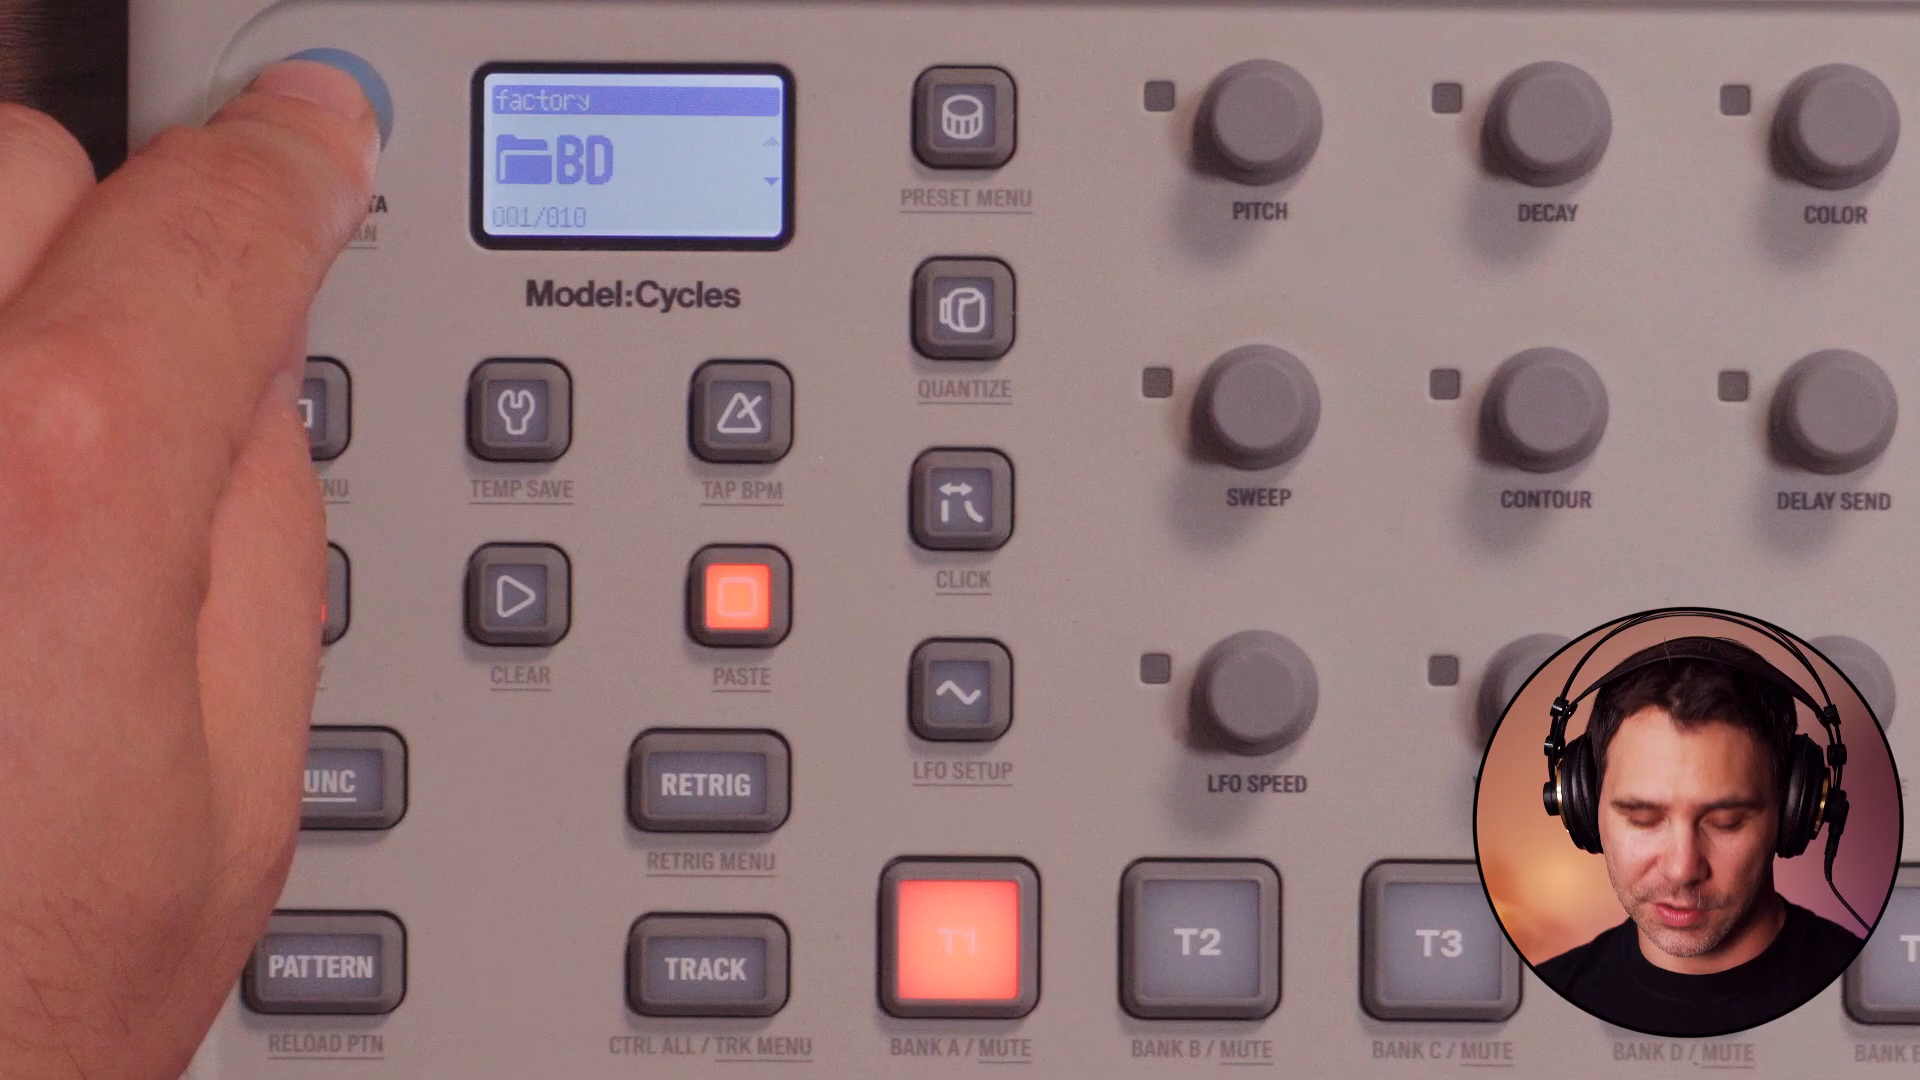 factory
BD
001/010
Model:Cycles
PRESET MENU
PITCH
DECAY
COLOR
QUANTIZE
TEMP SAVE
TAP BPM
SWEEP
CONTOUR
DELAY SEND
CLICK
CLEAR
PASTE
LFO SETUP
LFO SPEED
UNC
RETRIG
RETRIG MENU
PATTERN
TRACK
T1
T2
T3
RELOAD PTN
CTRL ALL / TRK MENU
BANK A / MUTE
BANK B / MUTE
BANK C / MUTE
BANK D / MUTE
BANK E